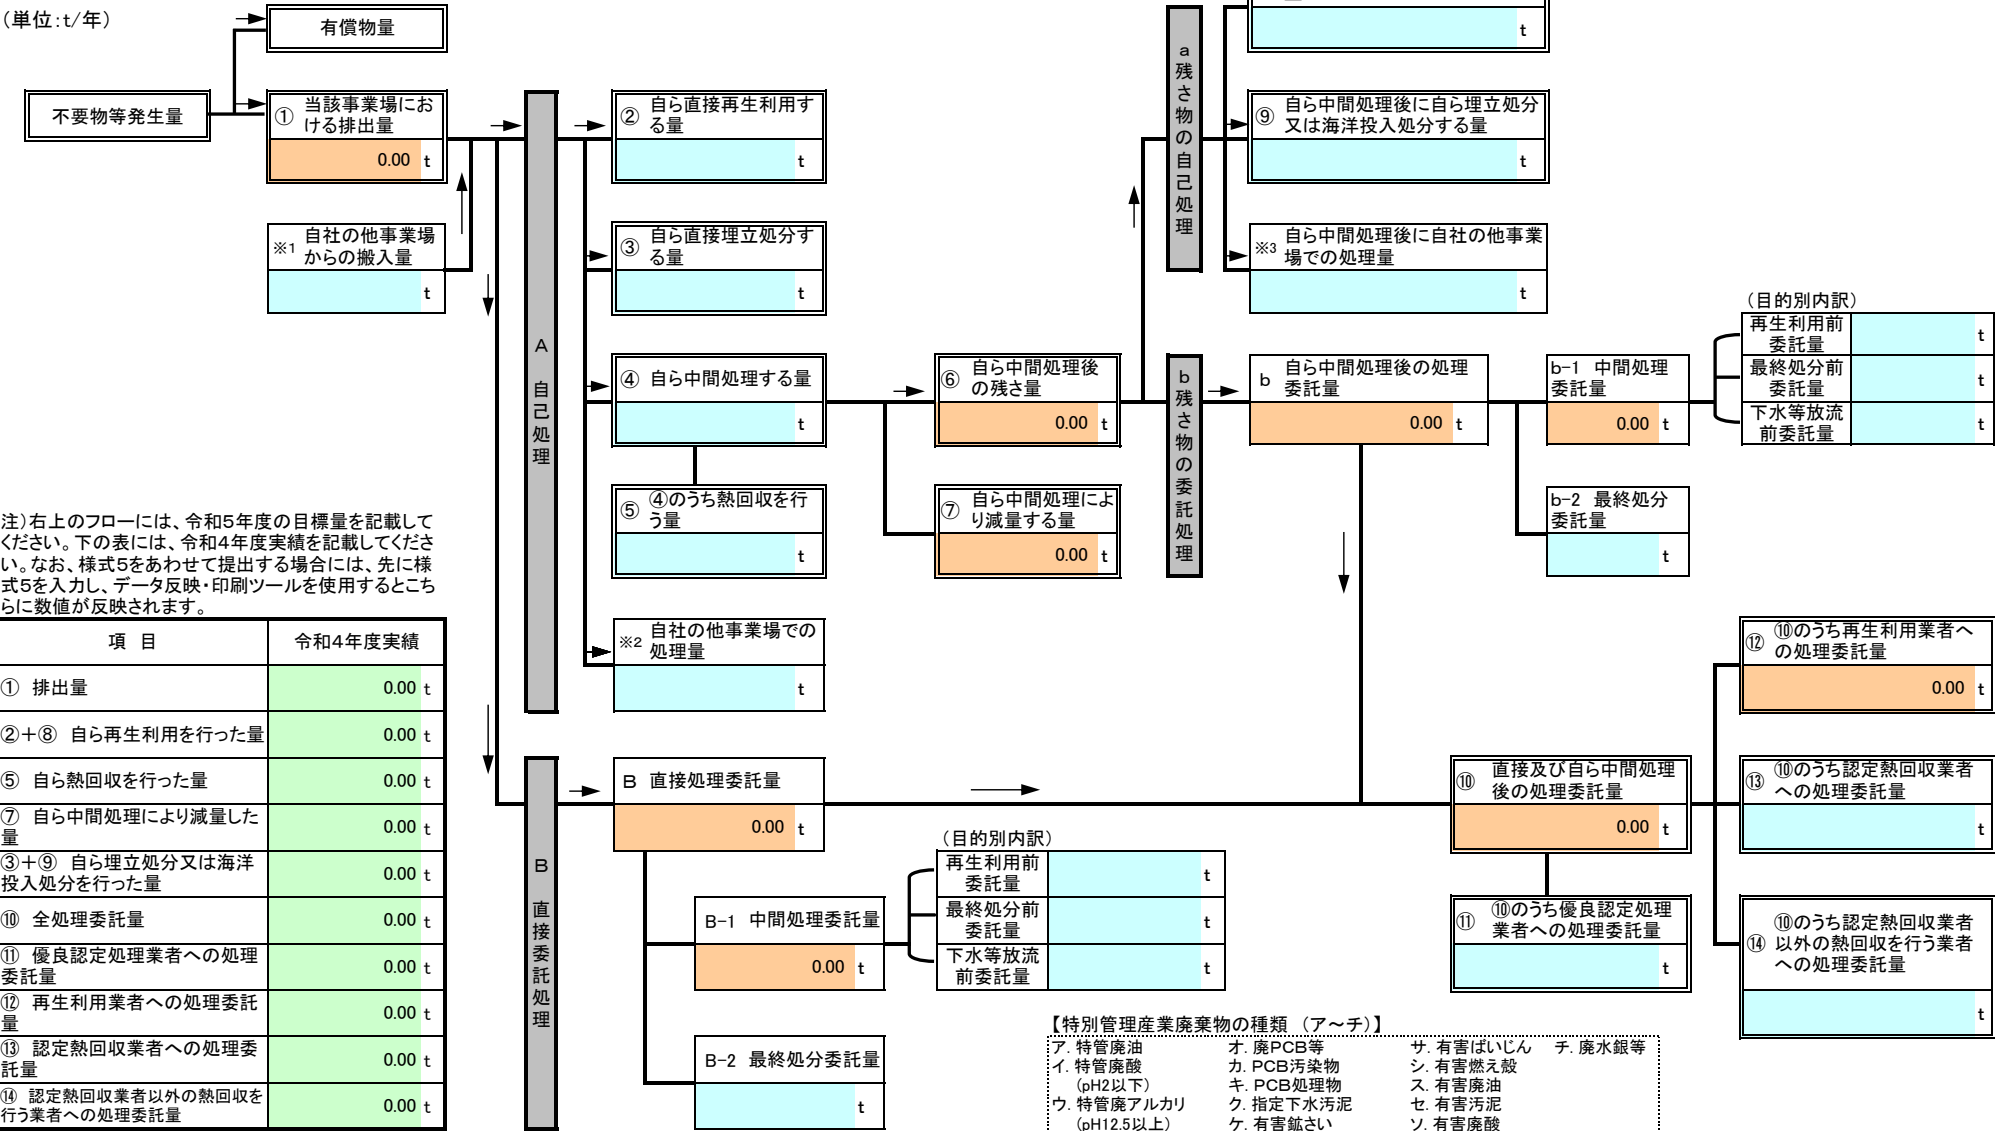 （単位：t/年）
有償物量
不要物等発生量
①
当該事業場にお
ける排出量
0.00 t
※1
自社の他事業場
からの搬入量
t
A 自己処理
②
自ら直接再生利用す
る量
t
③
自ら直接埋立処分す
る量
t
④ 自ら中間処理する量
t
⑤
④のうち熱回収を行
う量
t
※2
自社の他事業場での
処理量
t
⑥
自ら中間処理後
の残さ量
0.00 t
⑦
自ら中間処理によ
り減量する量
0.00 t
a 残さ物の自己処理
t
⑨
自ら中間処理後に自ら埋立処分
又は海洋投入処分する量
t
※3
自ら中間処理後に自社の他事業
場での処理量
t
b 残さ物の委託処理
b
自ら中間処理後の処理
委託量
0.00 t
b-1 中間処理
委託量
0.00 t
b-2 最終処分
委託量
t
（目的別内訳）
再生利用前
委託量
t
最終処分前
委託量
t
下水等放流
前委託量
t
注）右上のフローには、令和5年度の目標量を記載して
ください。下の表には、令和4年度実績を記載してくださ
い。なお、様式5をあわせて提出する場合には、先に様
式5を入力し、データ反映・印刷ツールを使用するとこち
らに数値が反映されます。
項 目 令和4年度実績
① 排出量 0.00 t
②＋⑧ 自ら再生利用を行った量 0.00 t
⑤ 自ら熱回収を行った量 0.00 t
⑦ 自ら中間処理により減量した
量 0.00 t
③＋⑨ 自ら埋立処分又は海洋
投入処分を行った量 0.00 t
⑩ 全処理委託量 0.00 t
⑪ 優良認定処理業者への処理
委託量 0.00 t
⑫ 再生利用業者への処理委託
量 0.00 t
⑬ 認定熱回収業者への処理委
託量 0.00 t
⑭ 認定熱回収業者以外の熱回収を
行う業者への処理委託量 0.00 t
B 直接委託処理
B 直接処理委託量
0.00 t
B-1 中間処理委託量
0.00 t
B-2 最終処分委託量
t
（目的別内訳）
再生利用前
委託量
t
最終処分前
委託量
t
下水等放流
前委託量
t
⑩
直接及び自ら中間処理
後の処理委託量
0.00 t
⑪
⑩のうち優良認定処理
業者への処理委託量
t
⑫
⑩のうち再生利用業者へ
の処理委託量
0.00 t
⑬
⑩のうち認定熱回収業者
への処理委託量
t
⑭
⑩のうち認定熱回収業者
以外の熱回収を行う業者
への処理委託量
t
【特別管理産業廃棄物の種類 （ア～チ）】
ア. 特管廃油 オ. 廃PCB等 サ. 有害ばいじん チ. 廃水銀等
イ. 特管廃酸 カ. PCB汚染物 シ. 有害燃え殻
（pH2以下） キ. PCB処理物 ス. 有害廃油
ウ. 特管廃アルカリ ク. 指定下水汚泥 セ. 有害汚泥
（pH12.5以上） ケ. 有害鉱さい ソ. 有害廃酸